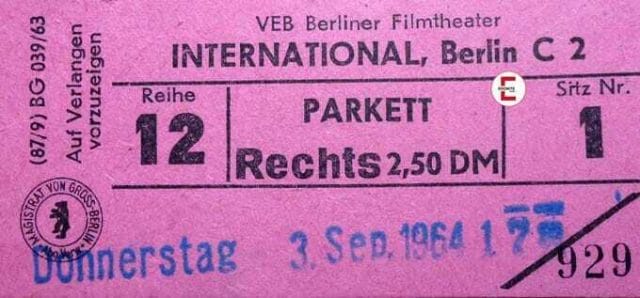 (87/9) BG 039/63
Auf Verlangen
vorzuzeigen
VEB Berliner Filmtheater
INTERNATIONAL, Berlin C 2
Reihe
12
PARKETT
Rechts 2,50 DM
Sitz Nr.
1
MAGISTRAT VON GROSS-BERLIN
Donnerstag 3. Sep. 1964 17
929